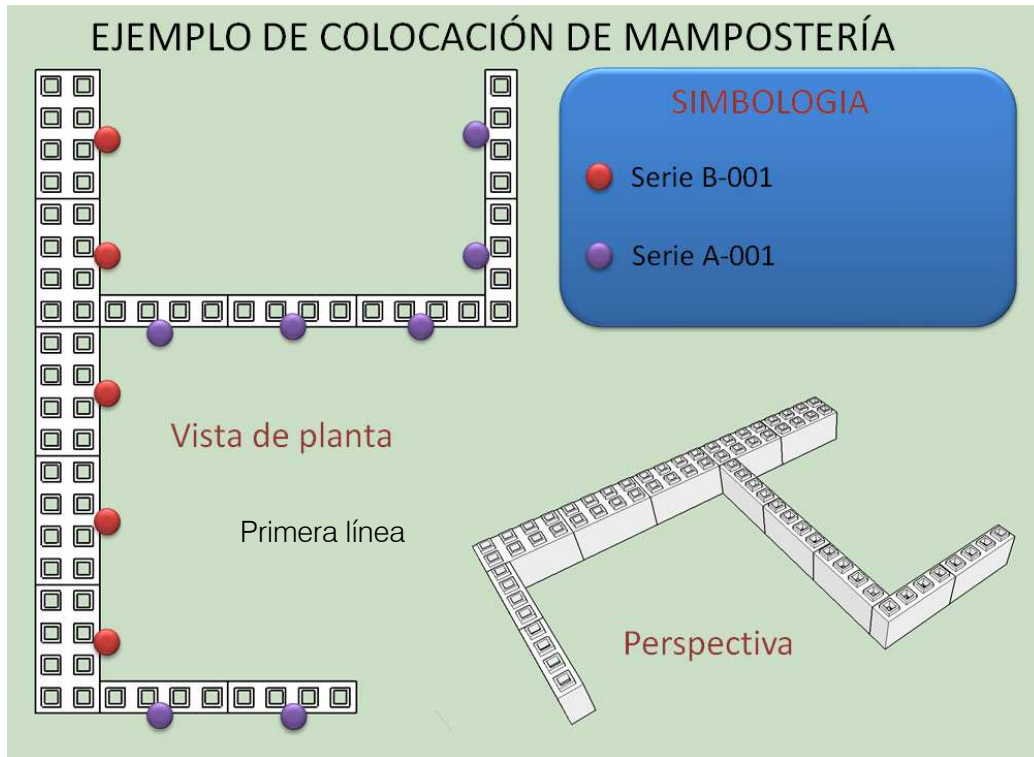 EJEMPLO DE COLOCACIÓN DE MAMPOSTERÍA
SIMBOLOGIA
Serie B-001
Serie A-001
Vista de planta
Primera línea
Perspectiva